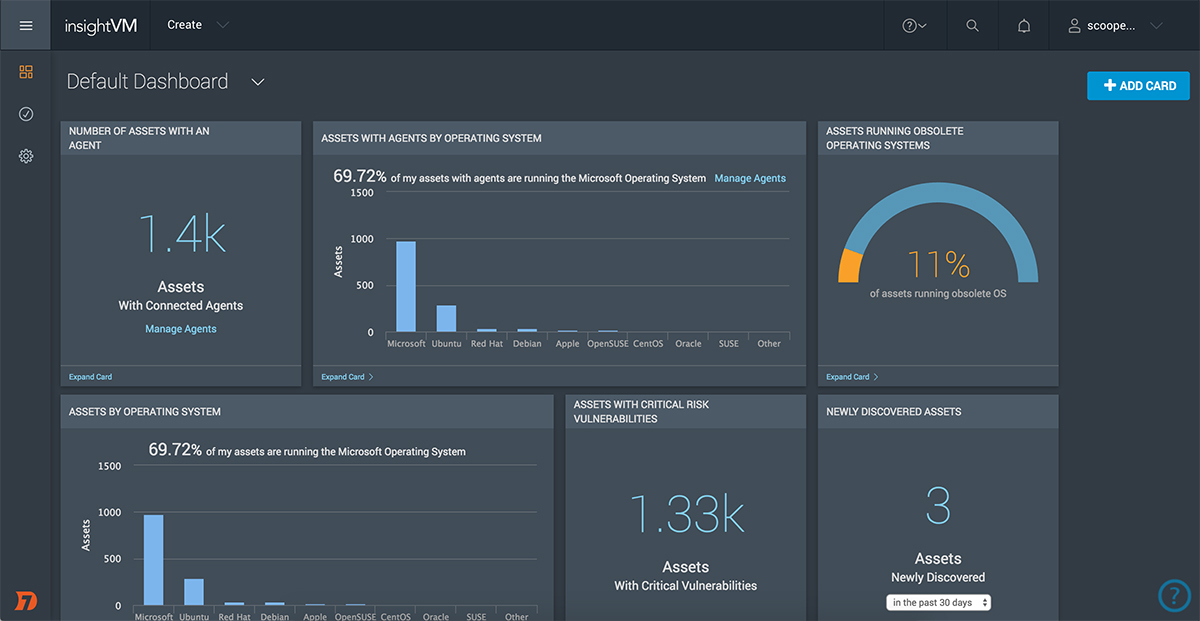 insightVM
Create
scoope...
Default Dashboard
ADD CARD
NUMBER OF ASSETS WITH AN
AGENT
1.4k
Assets
With Connected Agents
Manage Agents
Expand Card
ASSETS WITH AGENTS BY OPERATING SYSTEM
69.72% of my assets with agents are running the Microsoft Operating System Manage Agents
1500
1000
500
0
Assets
Microsoft Ubuntu Red Hat Debian Apple OpenSUSE CentOS Oracle SUSE Other
Expand Card
ASSETS RUNNING OBSOLETE
OPERATING SYSTEMS
11%
of assets running obsolete OS
Expand Card
ASSETS BY OPERATING SYSTEM
69.72% of my assets are running the Microsoft Operating System
1500
1000
500
0
Assets
Microsoft Ubuntu Red Hat Debian Apple OpenSUSE CentOS Oracle SUSE Other
ASSETS WITH CRITICAL RISK
VULNERABILITIES
1.33k
Assets
With Critical Vulnerabilities
NEWLY DISCOVERED ASSETS
3
Assets
Newly Discovered
in the past 30 days